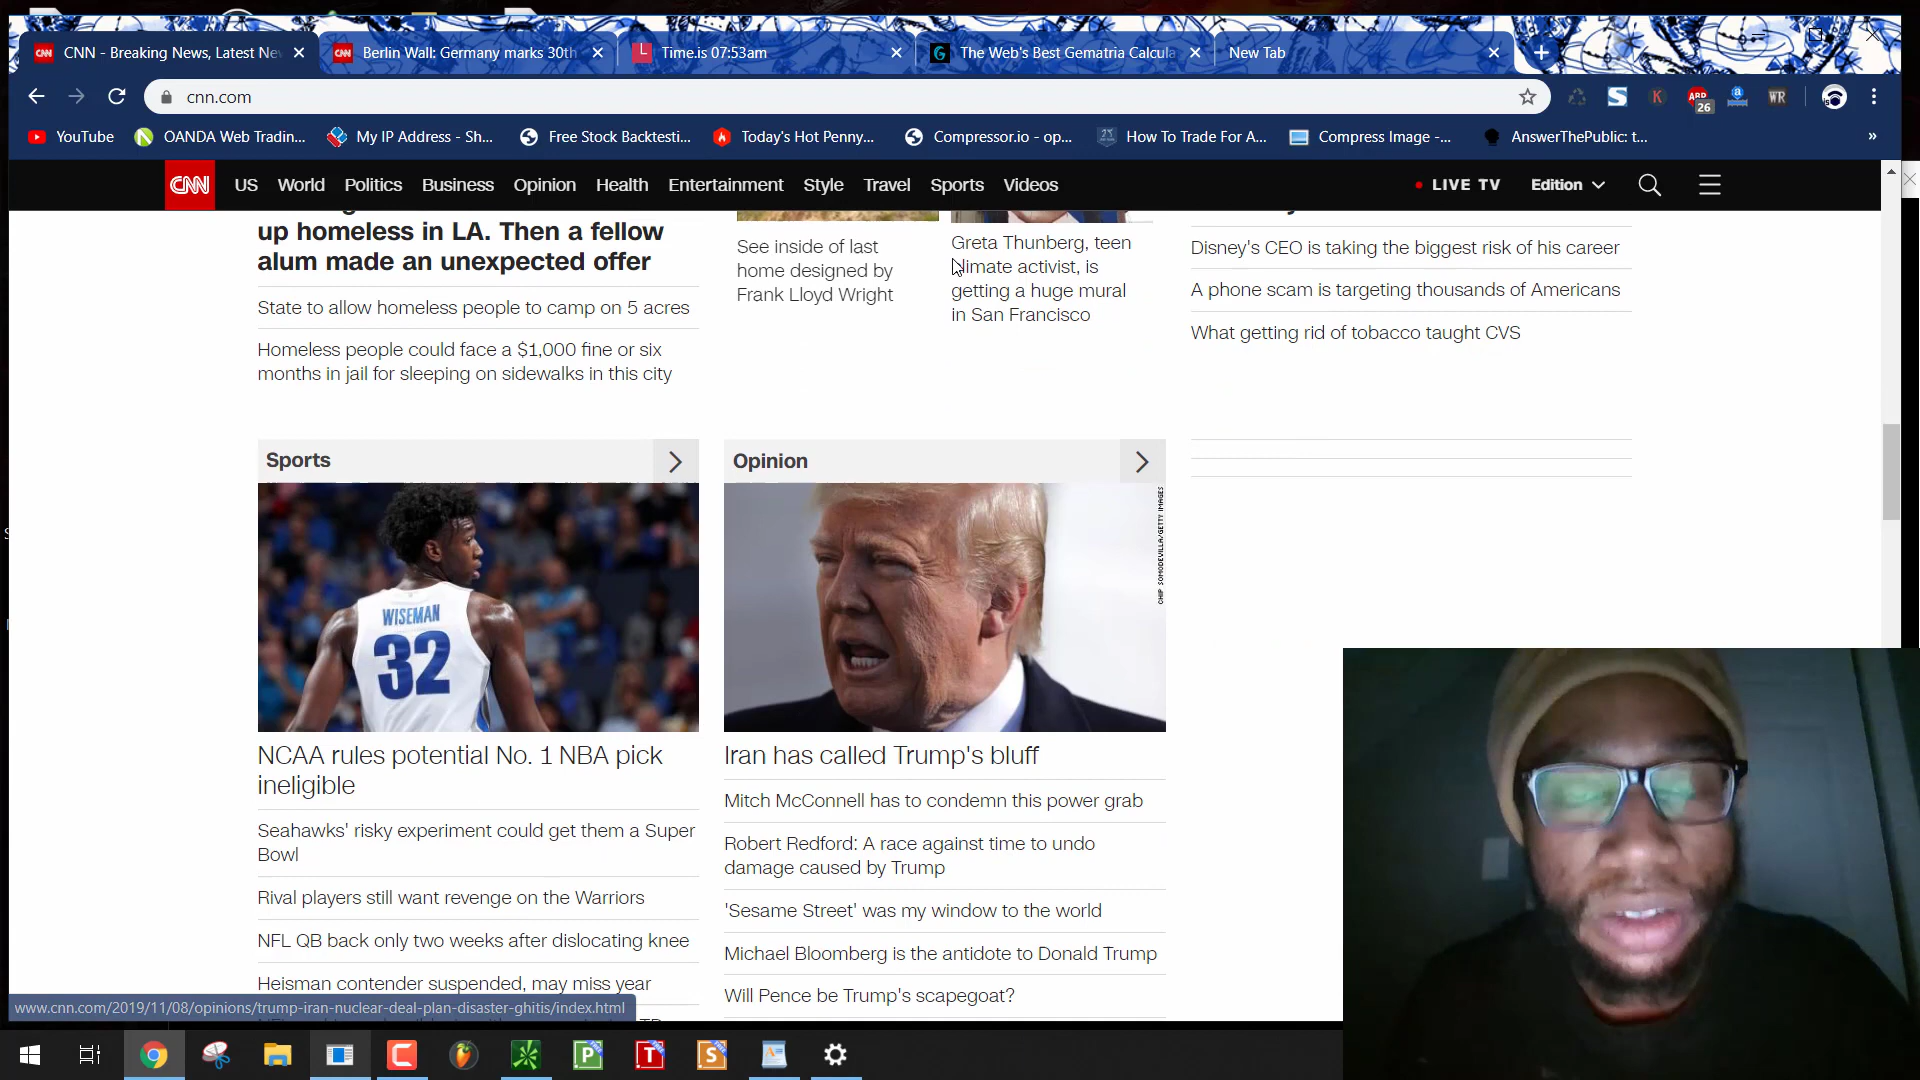 CNN - Breaking News, Latest Ne
Berlin Wall: Germany marks 30th
Time.is 07:53am
The Web's Best Gematria Calcula
New Tab
cnn.com
ABP
26
WR
YouTube
OANDA Web Tradin...
My IP Address - Sh...
Free Stock Backtesti...
Today's Hot Penny...
Compressor.io - op...
How To Trade For A...
Compress Image -...
AnswerThePublic: t...
»
CNN
US
World
Politics
Business
Opinion
Health
Entertainment
Style
Travel
Sports
Videos
LIVE TV
Edition
up homeless in LA. Then a fellow
alum made an unexpected offer
State to allow homeless people to camp on 5 acres
Homeless people could face a $1,000 fine or six
months in jail for sleeping on sidewalks in this city
See inside of last
home designed by
Frank Lloyd Wright
Greta Thunberg, teen
climate activist, is
getting a huge mural
in San Francisco
Disney's CEO is taking the biggest risk of his career
A phone scam is targeting thousands of Americans
What getting rid of tobacco taught CVS
Sports
WISEMAN
32
NCAA rules potential No. 1 NBA pick
ineligible
Seahawks' risky experiment could get them a Super
Bowl
Rival players still want revenge on the Warriors
NFL QB back only two weeks after dislocating knee
Heisman contender suspended, may miss year
Opinion
CHIP SOMODEVILLA/GETTY IMAGES
Iran has called Trump's bluff
Mitch McConnell has to condemn this power grab
Robert Redford: A race against time to undo
damage caused by Trump
'Sesame Street' was my window to the world
Michael Bloomberg is the antidote to Donald Trump
Will Pence be Trump's scapegoat?
www.cnn.com/2019/11/08/opinions/trump-iran-nuclear-deal-plan-disaster-ghitis/index.html